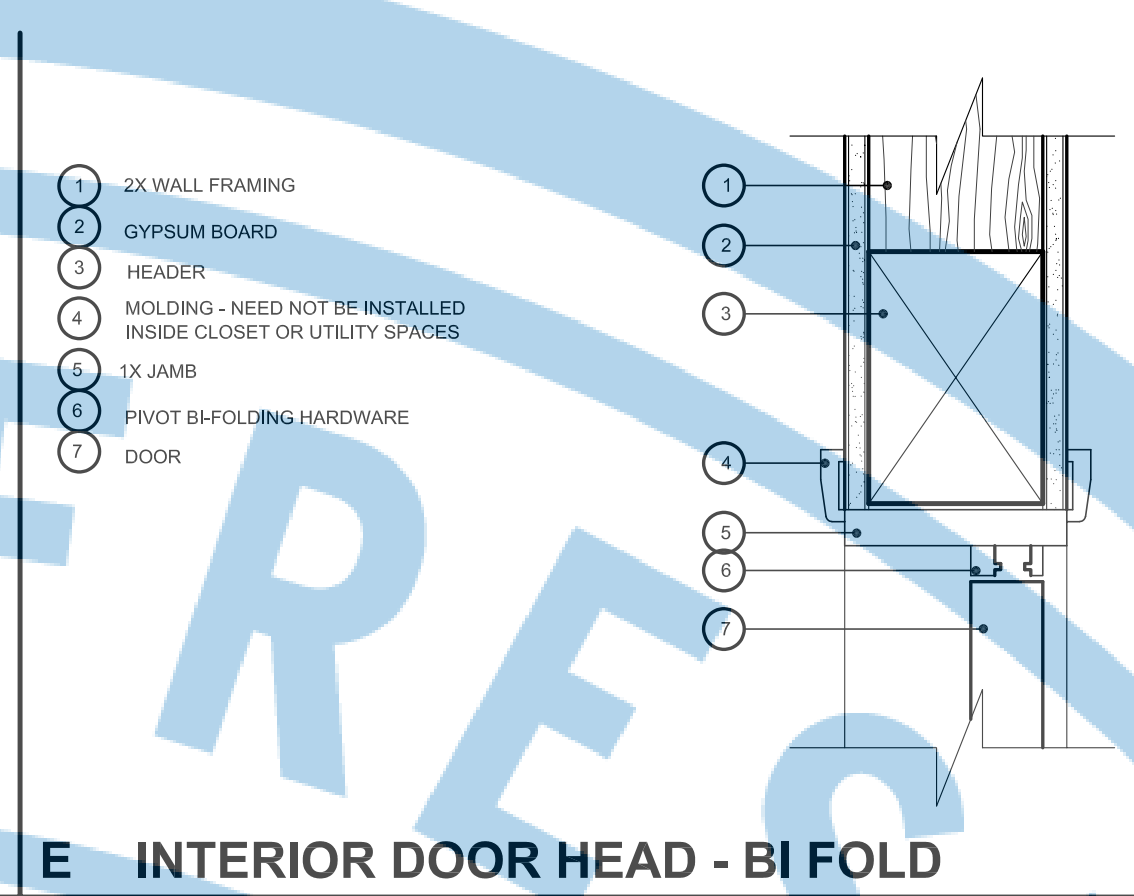 1 2X WALL FRAMING
2 GYPSUM BOARD
3 HEADER
4 MOLDING - NEED NOT BE INSTALLED
INSIDE CLOSET OR UTILITY SPACES
5 1X JAMB
6 PIVOT BI-FOLDING HARDWARE
7 DOOR
1
2
3
4
5
6
7
E INTERIOR DOOR HEAD - BI FOLD